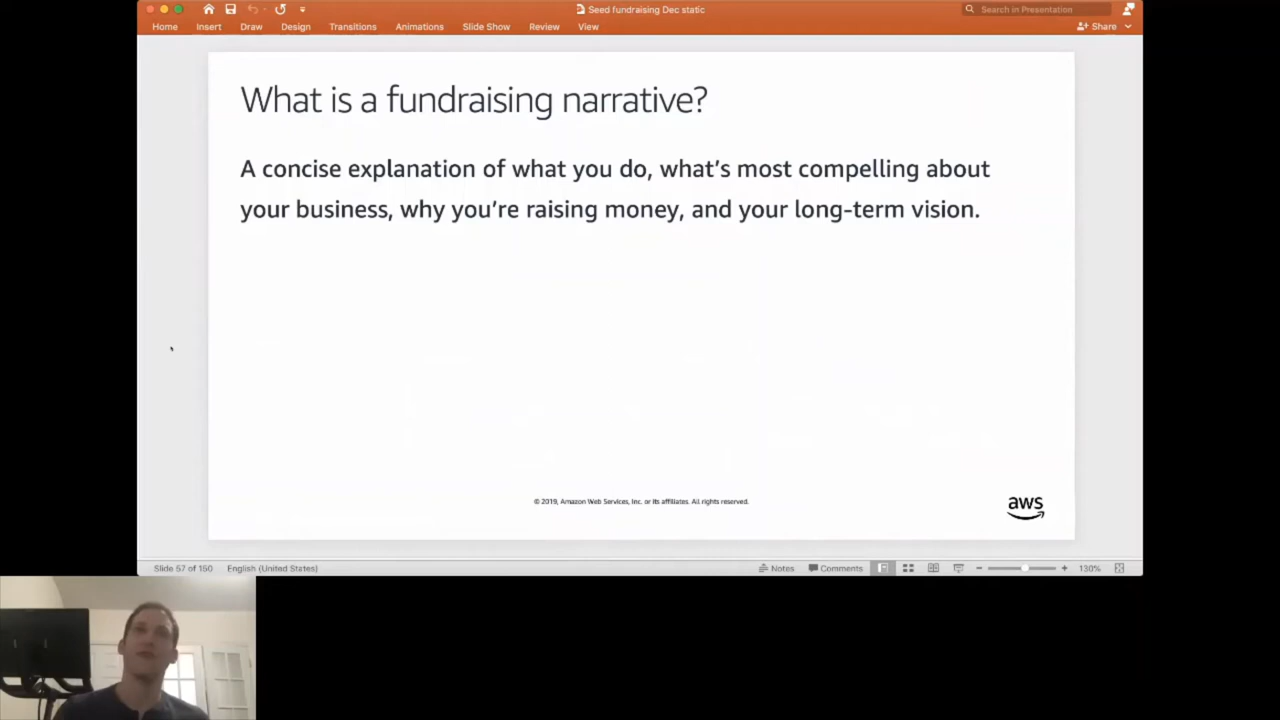 Seed fundraising Dec static
Search in Presentation
Home Insert Draw Design Transitions Animations Slide Show Review View Share
What is a fundraising narrative?
A concise explanation of what you do, what's most compelling about
your business, why you're raising money, and your long-term vision.
© 2019, Amazon Web Services, Inc. or its affiliates. All rights reserved.
aws
Slide 57 of 150 English (United States) Notes Comments 130%